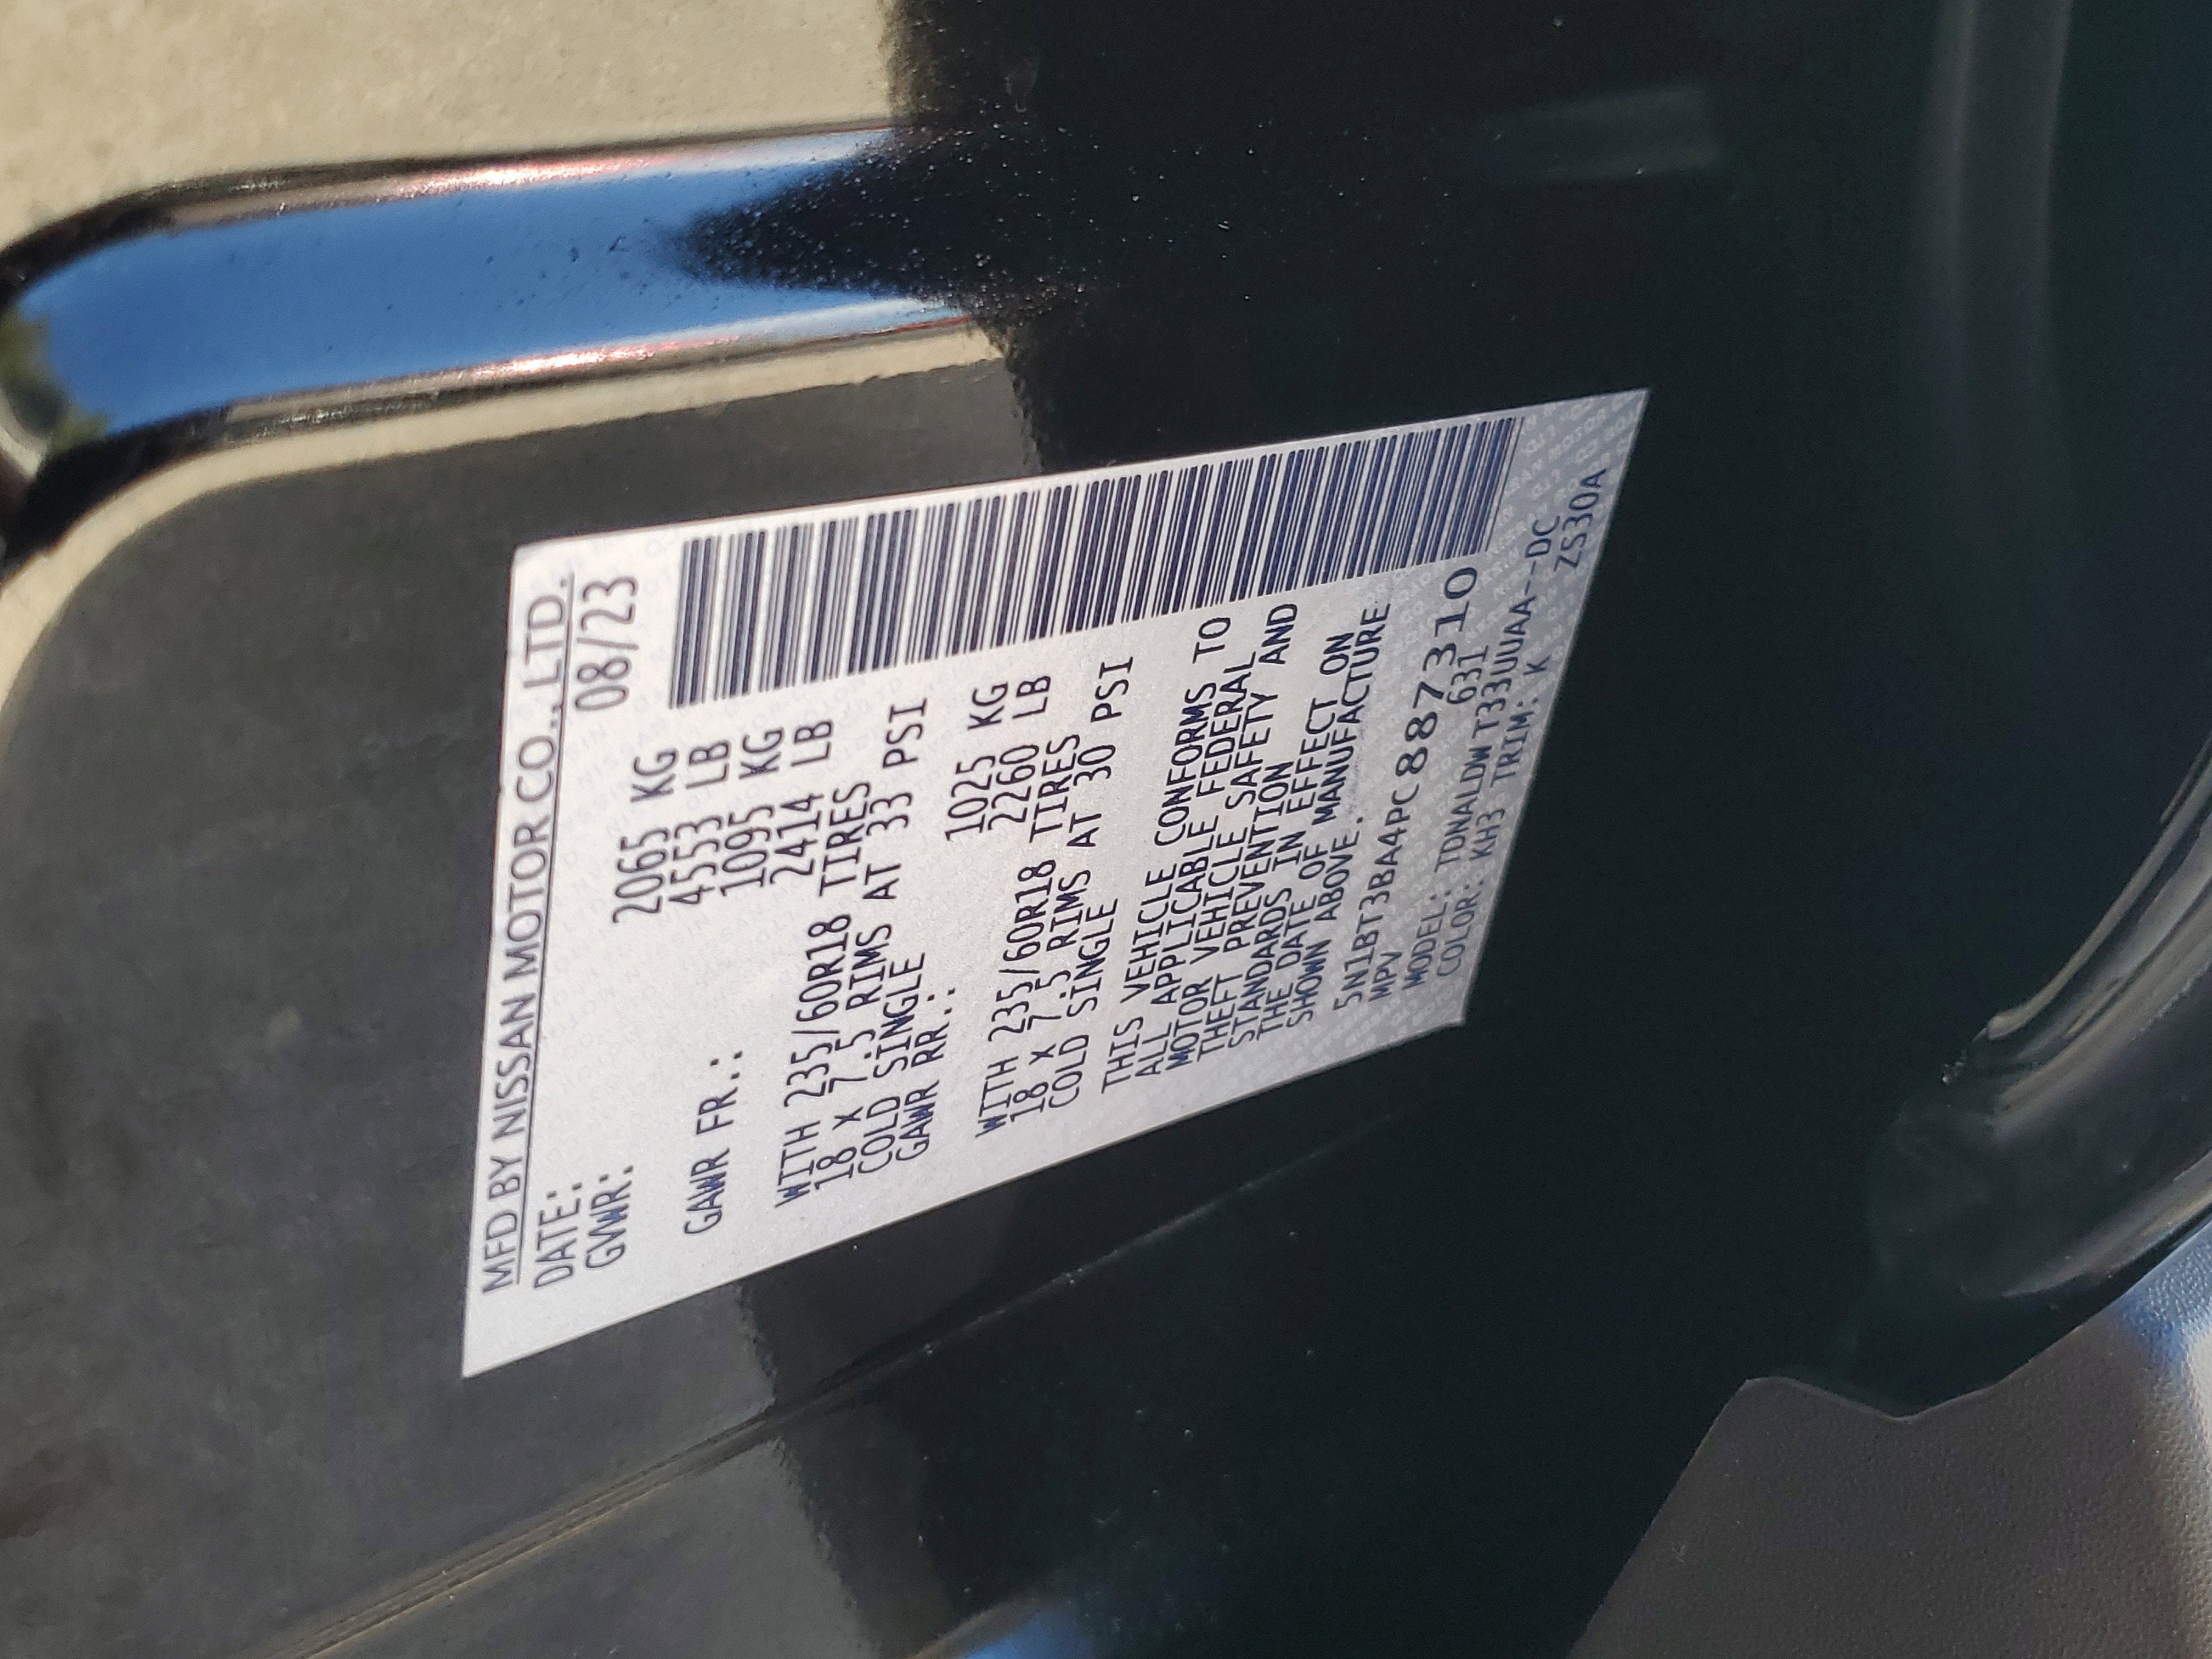 MFD BY NISSAN MOTOR CO.,LTD.
DATE: 08/23
GVWR: 2065 KG
4553 LB
GAWR FR.: 1095 KG
2414 LB
WITH 235/60R18 TIRES
18 x 7.5 RIMS AT 33 PSI
COLD SINGLE
GAWR RR.: 1025 KG
2260 LB
WITH 235/60R18 TIRES
18 x 7.5 RIMS AT 30 PSI
COLD SINGLE
THIS VEHICLE CONFORMS TO
ALL APPLICABLE FEDERAL
MOTOR VEHICLE SAFETY AND
THEFT PREVENTION
STANDARDS IN EFFECT ON
THE DATE OF MANUFACTURE
SHOWN ABOVE.
5N1BT3BA4PC887310
MPV 631
MODEL: TDNALDWT33UUAA--DC
COLOR: KH3 TRIM: K ZS30A